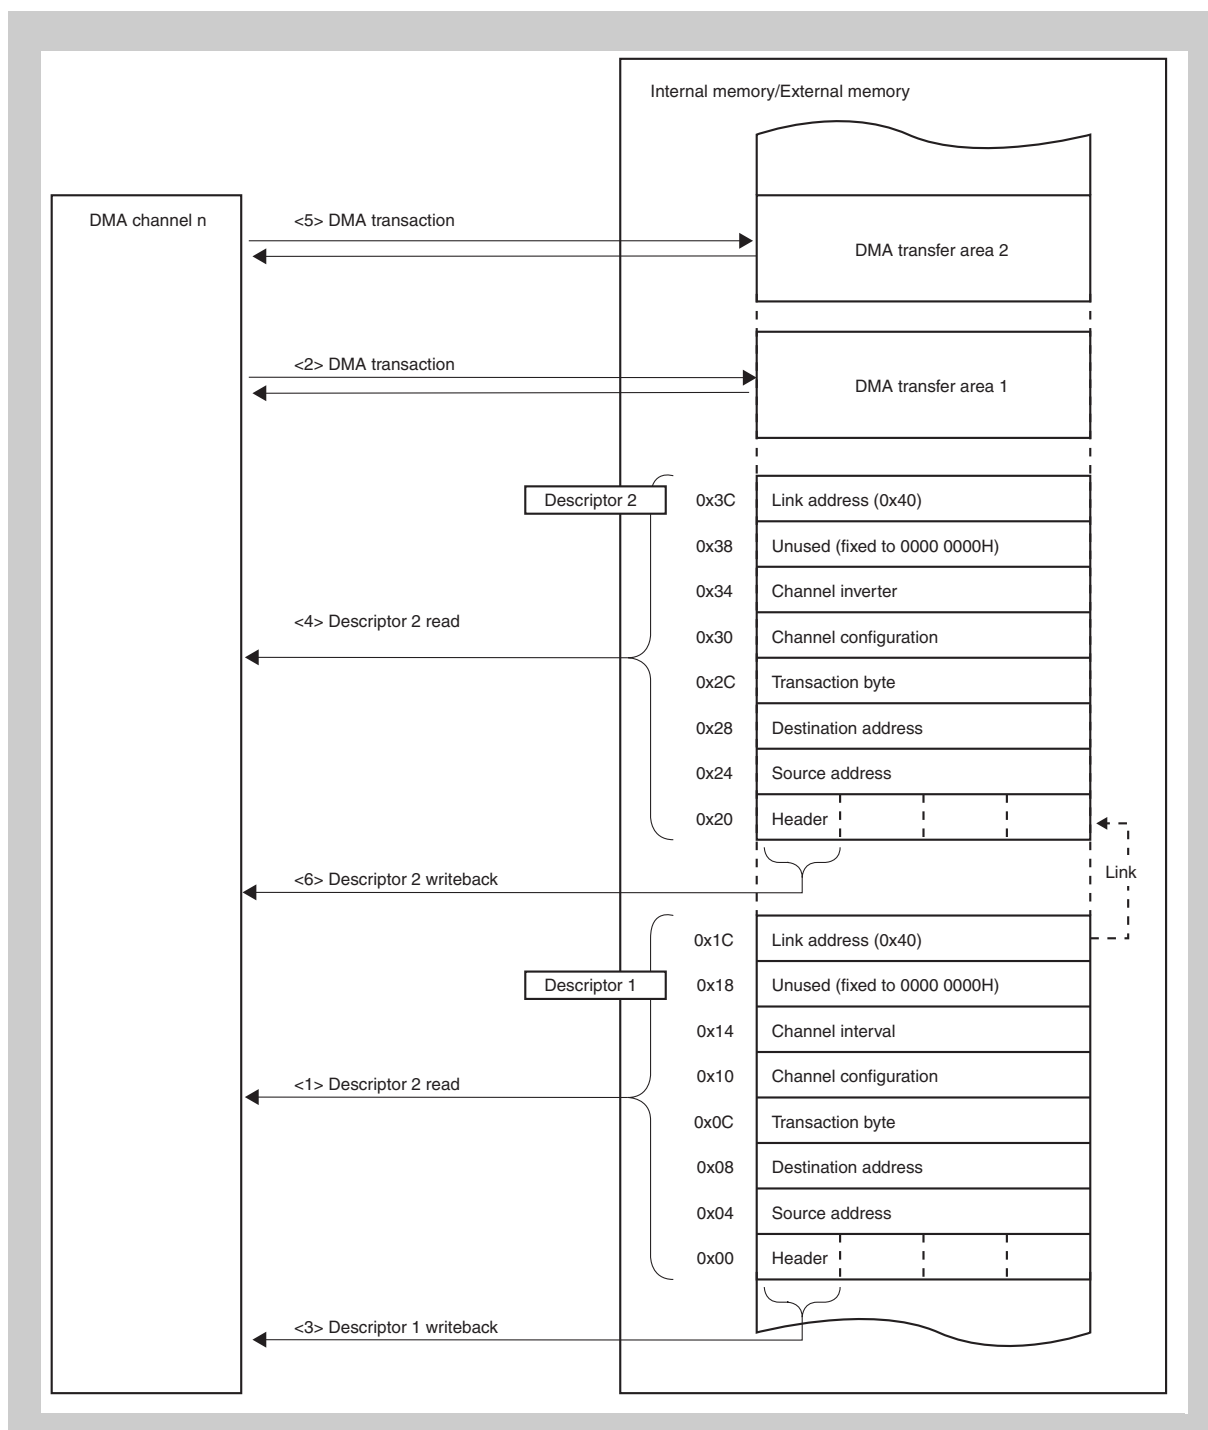 Internal memory/External memory
DMA channel n
<5> DMA transaction
DMA transfer area 2
<2> DMA transaction
DMA transfer area 1
Descriptor 2
0x3C Link address (0x40)
0x38 Unused (fixed to 0000 0000H)
0x34 Channel inverter
<4> Descriptor 2 read
0x30 Channel configuration
0x2C Transaction byte
0x28 Destination address
0x24 Source address
0x20 Header
Link
<6> Descriptor 2 writeback
0x1C Link address (0x40)
Descriptor 1
0x18 Unused (fixed to 0000 0000H)
0x14 Channel interval
<1> Descriptor 2 read
0x10 Channel configuration
0x0C Transaction byte
0x08 Destination address
0x04 Source address
0x00 Header
<3> Descriptor 1 writeback